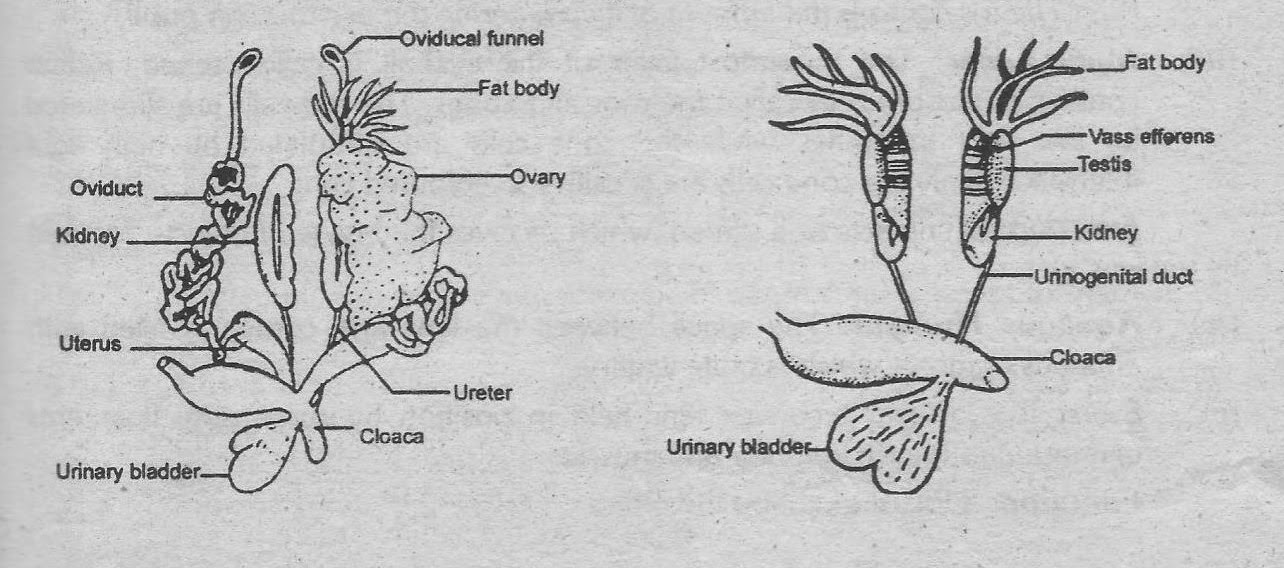 Oviducal funnel
Fat body
Ovary
Oviduct
Kidney
Uterus
Ureter
Cloaca
Urinary bladder
Fat body
Vass efferens
Testis
Kidney
Urinogenital duct
Cloaca
Urinary bladder